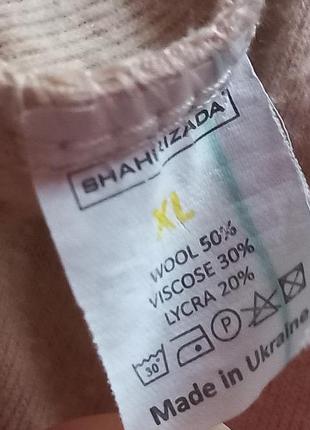 SHAHRIZADA
XL
WOOL 50%
VISCOSE 30%
LYCRA 20%
30° P
Made in Ukraine